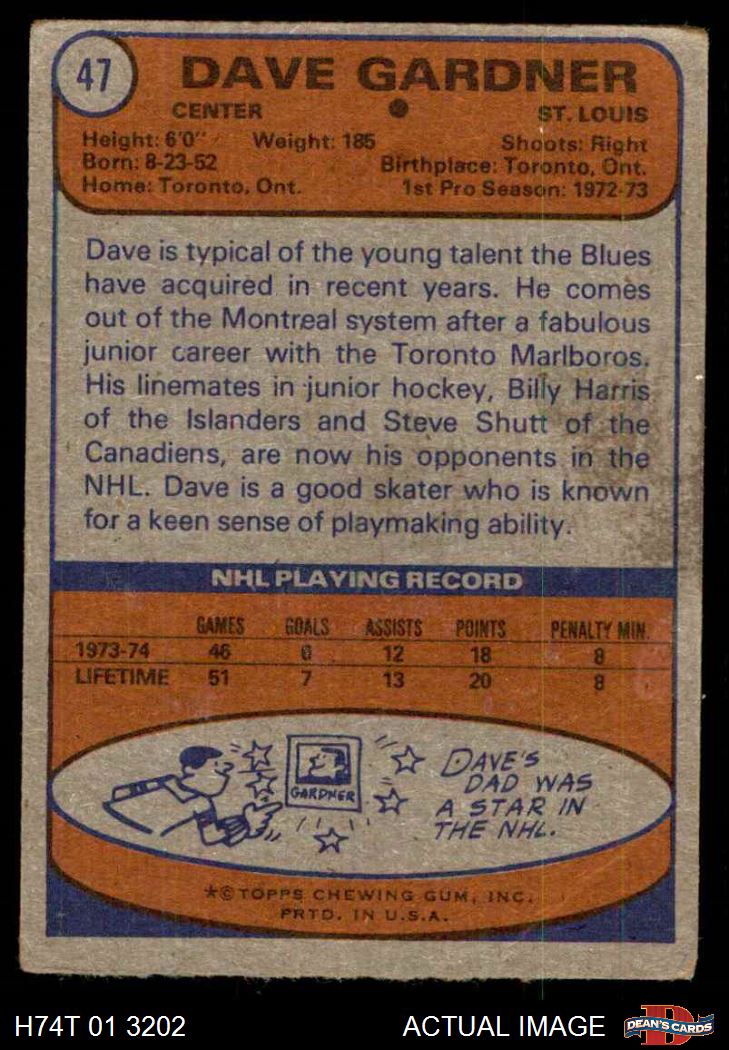 47
DAVE GARDNER
CENTER ST. LOUIS
Height: 6'0" Weight: 185 Shoots: Right
Born: 8-23-52 Birthplace: Toronto, Ont.
Home: Toronto, Ont. 1st Pro Season: 1972-73
Dave is typical of the young talent the Blues
have acquired in recent years. He comes
out of the Montreal system after a fabulous
junior career with the Toronto Marlboros.
His linemates in junior hockey, Billy Harris
of the Islanders and Steve Shutt of the
Canadiens, are now his opponents in the
NHL. Dave is a good skater who is known
for a keen sense of playmaking ability.
NHL PLAYING RECORD
GAMES GOALS ASSISTS POINTS PENALTY MIN.
1973-74 46 6 12 18 8
LIFETIME 51 7 13 20 8
GARDNER
DAVE'S
DAD WAS
A STAR IN
THE NHL.
*©TOPPS CHEWING GUM, INC.
PRTD. IN U.S.A.
H74T 01 3202 ACTUAL IMAGE DEAN'S CARDS